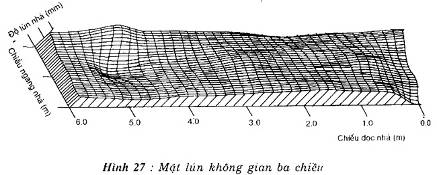 Độ lún nhà (mm)
Chiều ngang nhà (m)
6.0 5.0 4.0 3.0 2.0 1.0 0.0
Chiều dọc nhà (m)
Hình 27 : Mặt lún không gian ba chiều